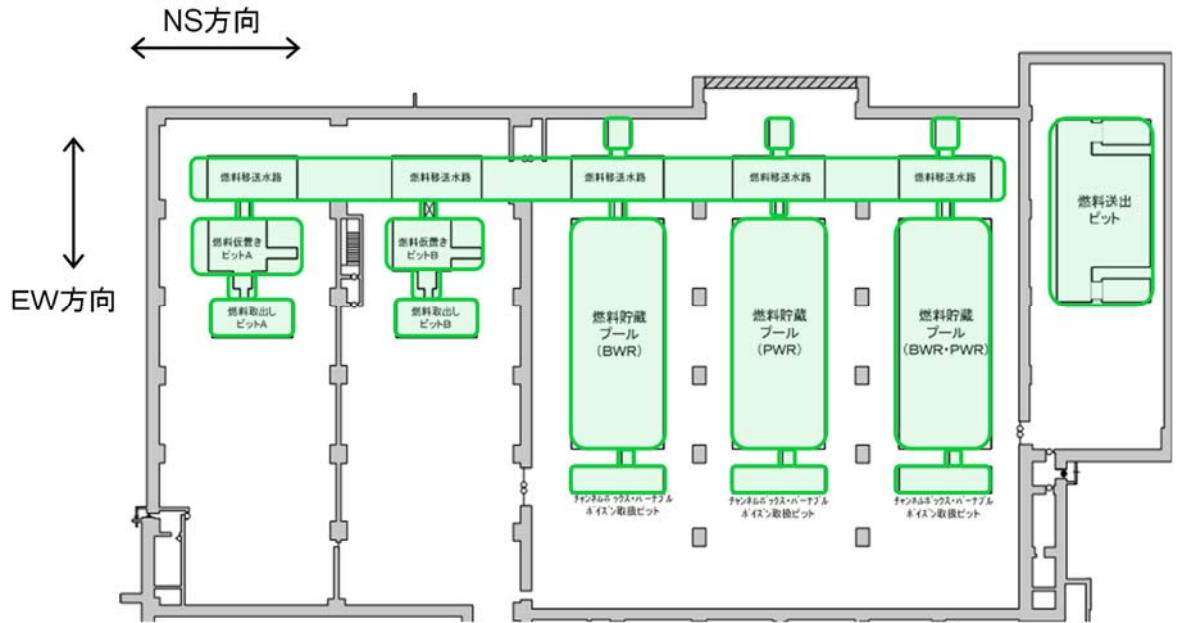 NS方向
EW方向
燃料移送水路
燃料移送水路
燃料移送水路
燃料移送水路
燃料移送水路
燃料送出
ピット
燃料仮置き
ピットA
燃料仮置き
ピットB
燃料取出し
ピットA
燃料取出し
ピットB
燃料貯蔵
プール
(BWR)
燃料貯蔵
プール
(PWR)
燃料貯蔵
プール
(BWR・PWR)
チャンネルボックス・バーナブル
ポイズン取扱ピット
チャンネルボックス・バーナブル
ポイズン取扱ピット
チャンネルボックス・バーナブル
ポイズン取扱ピット